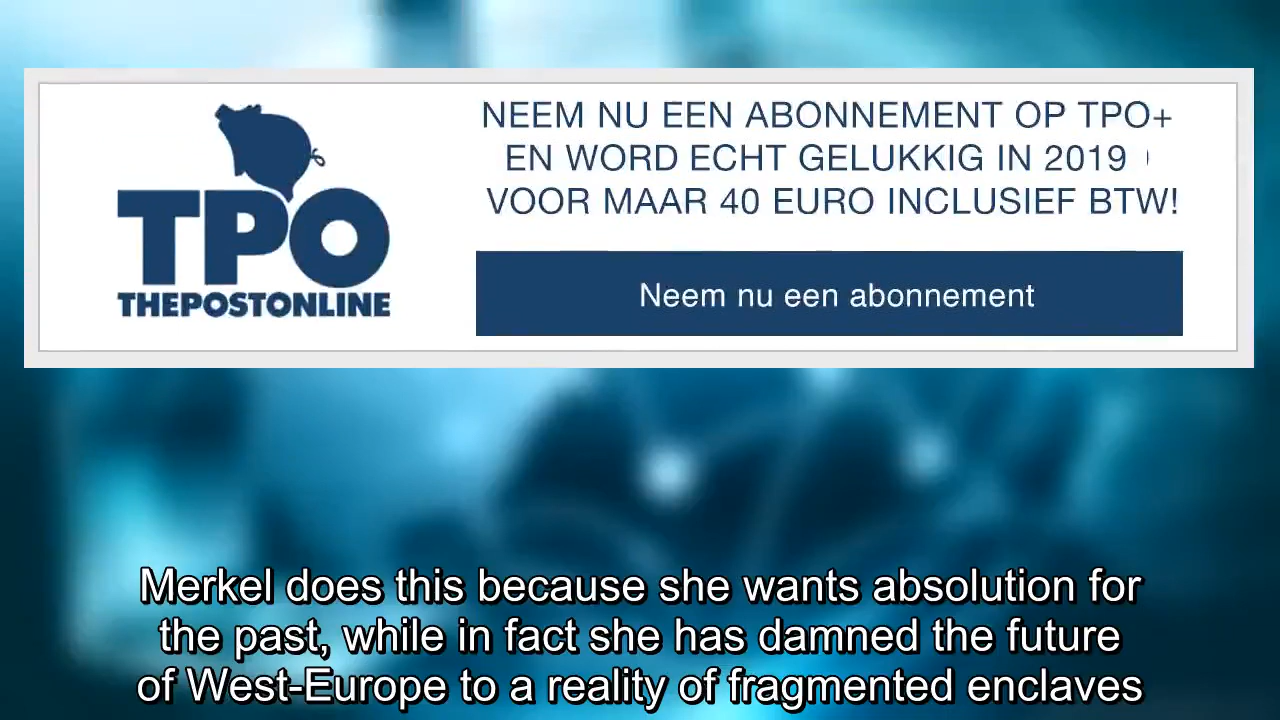 NEEM NU EEN ABONNEMENT OP TPO+
EN WORD ECHT GELUKKIG IN 2019
VOOR MAAR 40 EURO INCLUSIEF BTW!
TPO
THEPOSTONLINE
Neem nu een abonnement
Merkel does this because she wants absolution for
the past, while in fact she has damned the future
of West-Europe to a reality of fragmented enclaves